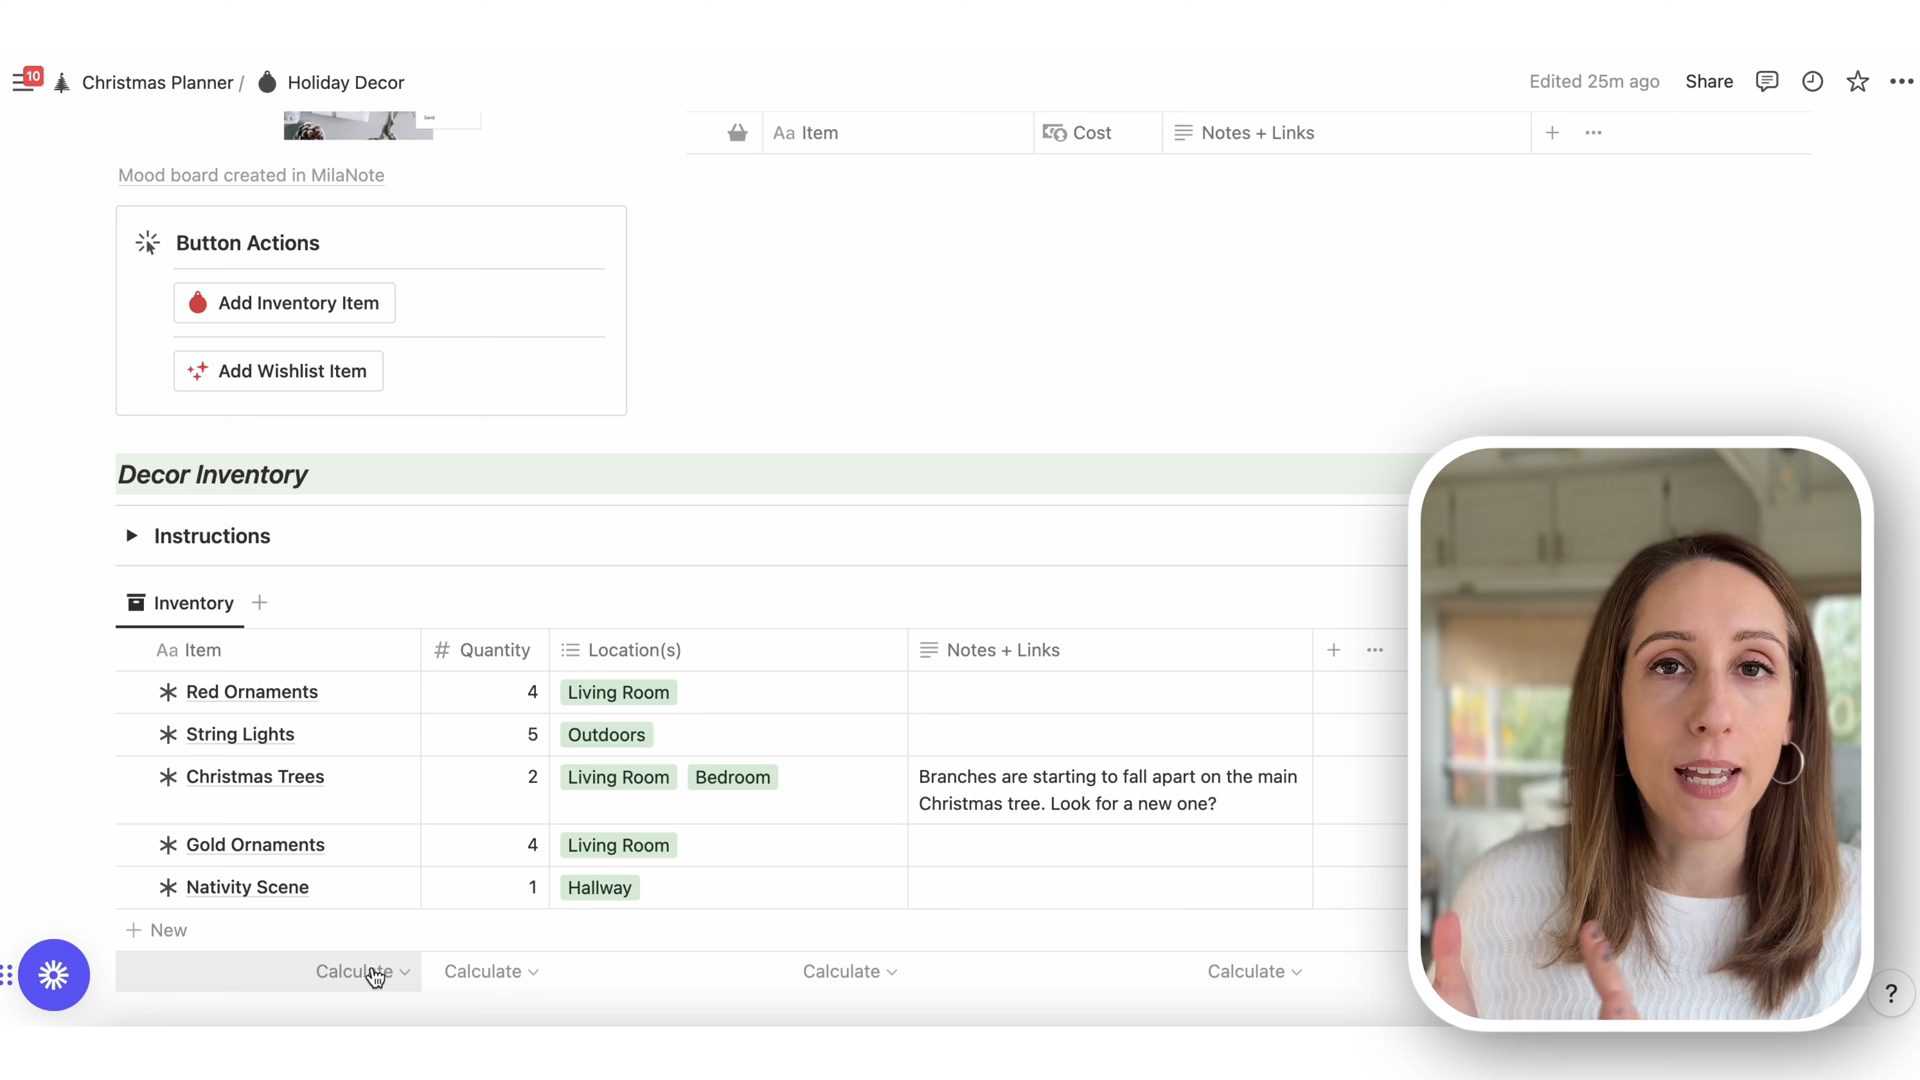 10
Christmas Planner / Holiday Decor
Edited 25m ago
Share
Aa Item
Cost
Notes + Links
Mood board created in MilaNote
Button Actions
Add Inventory Item
Add Wishlist Item
Decor Inventory
Instructions
Inventory
Aa Item
# Quantity
Location(s)
Notes + Links
Red Ornaments
4
Living Room
String Lights
5
Outdoors
Christmas Trees
2
Living Room
Bedroom
Branches are starting to fall apart on the main
Christmas tree. Look for a new one?
Gold Ornaments
4
Living Room
Nativity Scene
1
Hallway
+ New
Calculate
Calculate
Calculate
Calculate
?